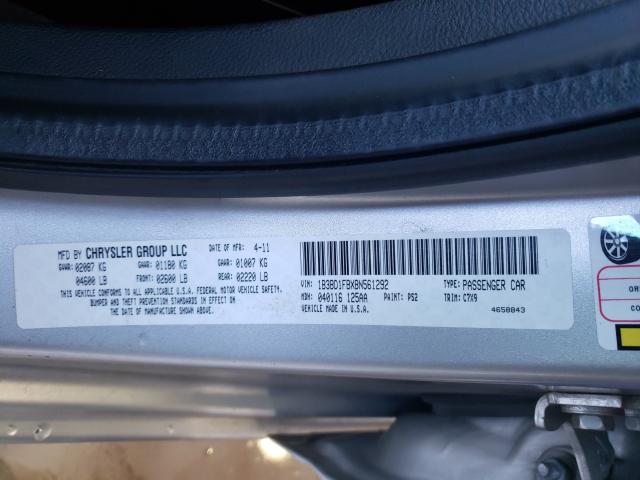 MFD BY CHRYSLER GROUP LLC DATE OF MFR: 4-11
GVWR: 02087 KG GAWR: 01180 KG GAWR: 01007 KG
04600 LB FRONT: 02600 LB REAR: 02220 LB
THIS VEHICLE CONFORMS TO ALL APPLICABLE U.S.A. FEDERAL MOTOR VEHICLE SAFETY,
BUMPER AND THEFT PREVENTION STANDARDS IN EFFECT ON
THE DATE OF MANUFACTURE SHOWN ABOVE.
VIN: 1B3BD1FBXBN561292 TYPE: PASSENGER CAR
MDH: 040116 125AA PAINT: PS2 TRIM: C7X9
VEHICLE MADE IN U.S.A. 4658843